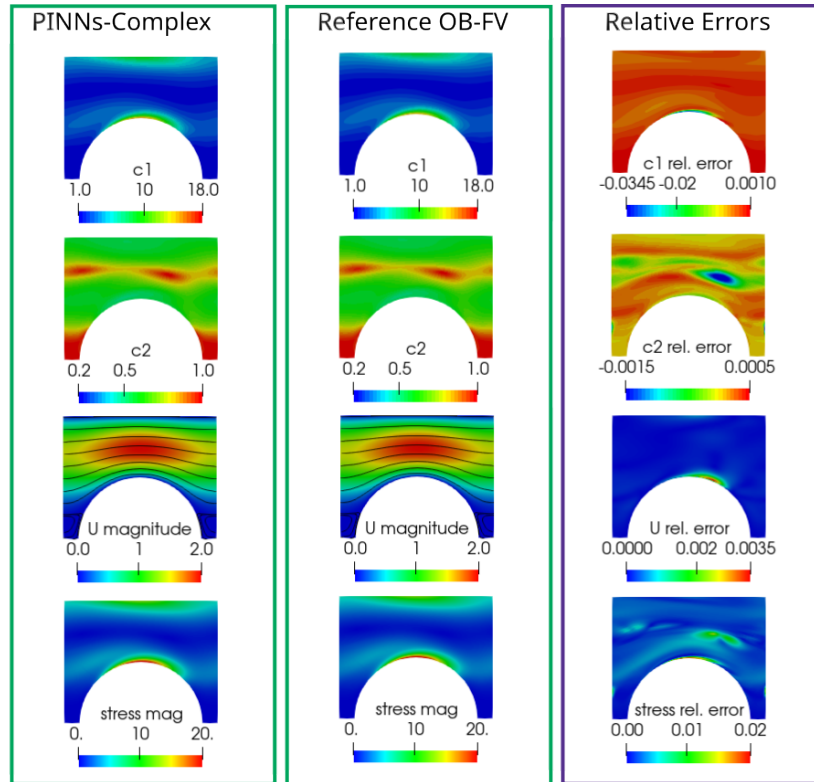 PINNs-Complex
c1
1.0 10 18.0
c2
0.2 0.5 1.0
U magnitude
0.0 1 2.0
stress mag
0. 10 20.
Reference OB-FV
c1
1.0 10 18.0
c2
0.2 0.5 1.0
U magnitude
0.0 1 2.0
stress mag
0. 10 20.
Relative Errors
c1 rel. error
-0.0345 -0.02 0.0010
c2 rel. error
-0.0015 0.0005
U rel. error
0.0000 0.002 0.0035
stress rel. error
0.00 0.01 0.02